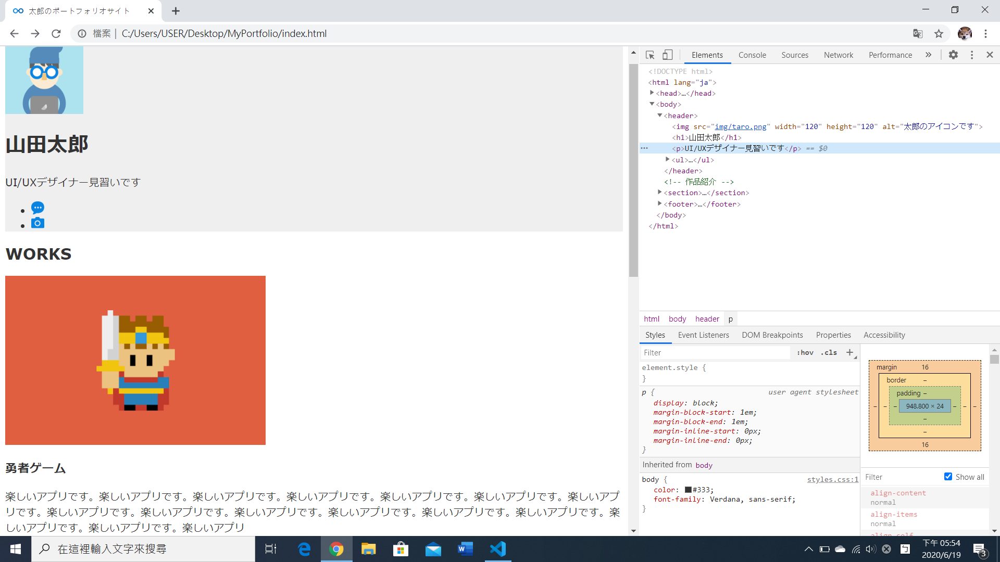 太郎のポートフォリオサイト
檔案 | C:/Users/USER/Desktop/MyPortfolio/index.html
山田太郎
UI/UXデザイナー見習いです
WORKS
勇者ゲーム
楽しいアプリです。楽しいアプリです。楽しいアプリです。楽しいアプリです。楽しいアプリです。楽しいアプリです。楽しいアプ
リです。楽しいアプリです。楽しいアプリです。楽しいアプリです。楽しいアプリです。楽しいアプリです。楽しいアプリです。楽
しいアプリです。楽しいアプリです。楽しいアプリ
Elements Console Sources Network Performance »
<!DOCTYPE html>
<html lang="ja">
<head>…</head>
<body>
<header>
<img src="img/taro.png" width="120" height="120" alt="太郎のアイコンです">
<h1>山田太郎</h1>
<p>UI/UXデザイナー見習いです</p> == $0
<ul>…</ul>
</header>
<!-- 作品紹介 -->
<section>…</section>
<footer>…</footer>
</body>
</html>
html body header p
Styles Event Listeners DOM Breakpoints Properties Accessibility
Filter :hov .cls +
element.style {
}
p { user agent stylesheet
display: block;
margin-block-start: 1em;
margin-block-end: 1em;
margin-inline-start: 0px;
margin-inline-end: 0px;
}
Inherited from body
body { styles.css:1
color: #333;
font-family: Verdana, sans-serif;
}
margin 16
border –
padding –
– – – 948.800 × 24 – – –
–
–
16
Filter Show all
align-content
normal
align-items
normal
align-self
在這裡輸入文字來搜尋
下午 05:54
2020/6/19
3